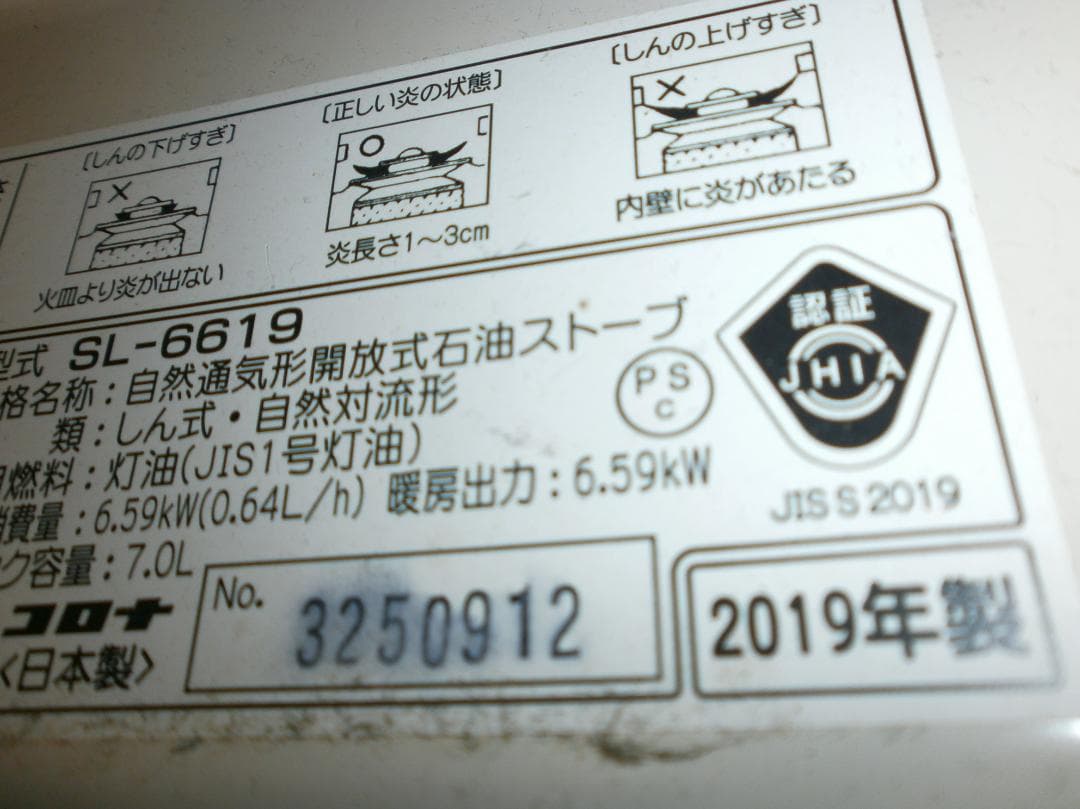 [しんの下げすぎ]
[正しい炎の状態]
[しんの上げすぎ]
火皿より炎が出ない
炎長さ1～3cm
内壁に炎があたる
型式 SL-6619
格名称：自然通気形開放式石油ストーブ
類：しん式・自然対流形
燃料：灯油(JIS1号灯油)
消費量：6.59kW(0.64L/h) 暖房出力：6.59kW
ク容量：7.0L
PSC
認証
JHIA
JIS S 2019
コロナ
〈日本製〉
No. 3250912
2019年製